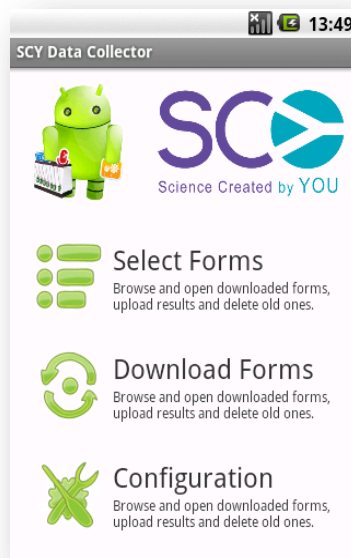 13:49
SCY Data Collector
SCY
Science Created by YOU
Select Forms
Browse and open downloaded forms,
upload results and delete old ones.
Download Forms
Browse and open downloaded forms,
upload results and delete old ones.
Configuration
Browse and open downloaded forms,
upload results and delete old ones.